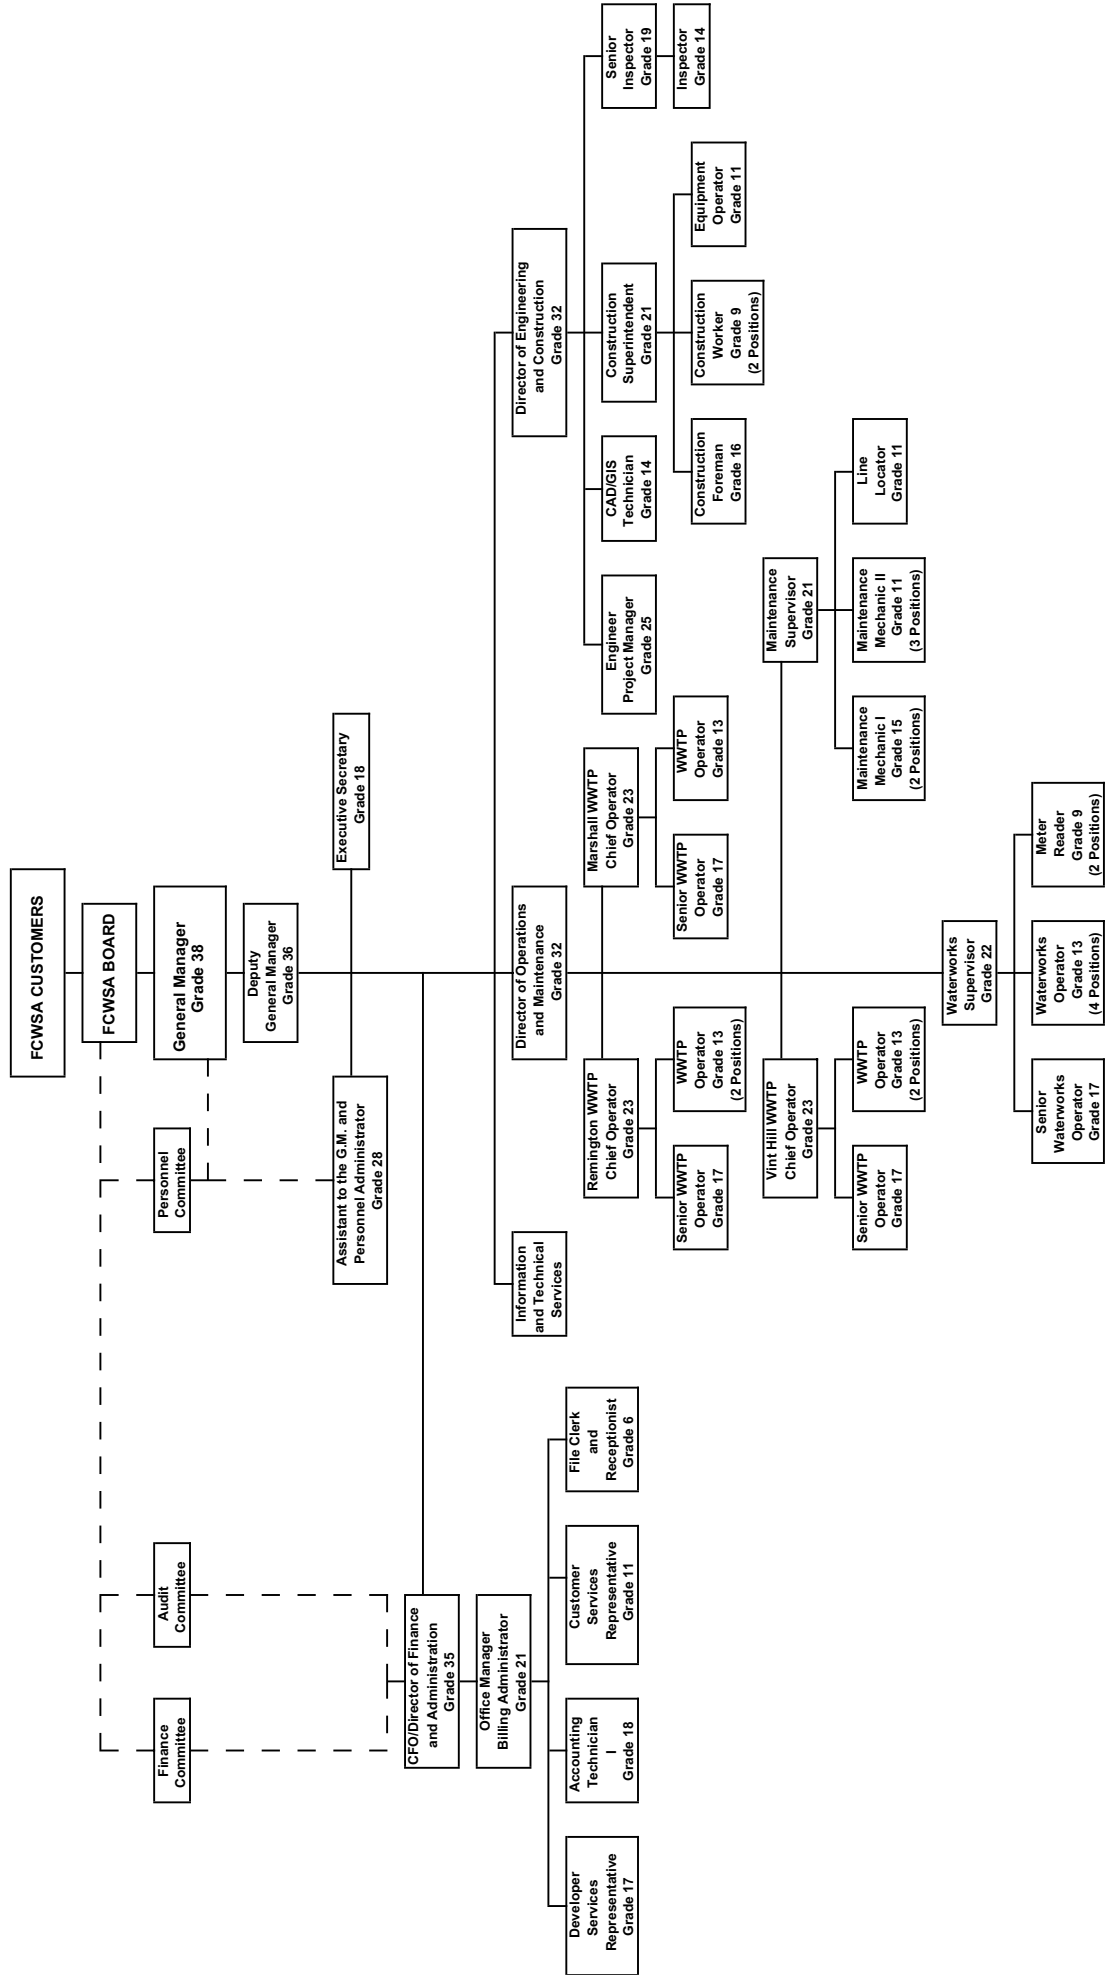 FCWSA CUSTOMERS
FCWSA BOARD
General Manager
Grade 38
Deputy
General Manager
Grade 36
Finance
Committee
Audit
Committee
Personnel
Committee
Assistant to the G.M. and
Personnel Administrator
Grade 28
Executive Secretary
Grade 18
CFO/Director of Finance
and Administration
Grade 35
Office Manager
Billing Administrator
Grade 21
Developer
Services
Representative
Grade 17
Accounting
Technician
I
Grade 18
Customer
Services
Representative
Grade 11
File Clerk
and
Receptionist
Grade 6
Information
and Technical
Services
Director of Operations
and Maintenance
Grade 32
Director of Engineering
and Construction
Grade 32
Remington WWTP
Chief Operator
Grade 23
Senior WWTP
Operator
Grade 17
WWTP
Operator
Grade 13
(2 Positions)
Marshall WWTP
Chief Operator
Grade 23
Senior WWTP
Operator
Grade 17
WWTP
Operator
Grade 13
Engineer
Project Manager
Grade 25
CAD/GIS
Technician
Grade 14
Construction
Superintendent
Grade 21
Senior
Inspector
Grade 19
Inspector
Grade 14
Construction
Foreman
Grade 16
Construction
Worker
Grade 9
(2 Positions)
Equipment
Operator
Grade 11
Vint Hill WWTP
Chief Operator
Grade 23
Senior WWTP
Operator
Grade 17
WWTP
Operator
Grade 13
(2 Positions)
Maintenance
Supervisor
Grade 21
Maintenance
Mechanic I
Grade 15
(2 Positions)
Maintenance
Mechanic II
Grade 11
(3 Positions)
Line
Locator
Grade 11
Waterworks
Supervisor
Grade 22
Senior
Waterworks
Operator
Grade 17
Waterworks
Operator
Grade 13
(4 Positions)
Meter
Reader
Grade 9
(2 Positions)